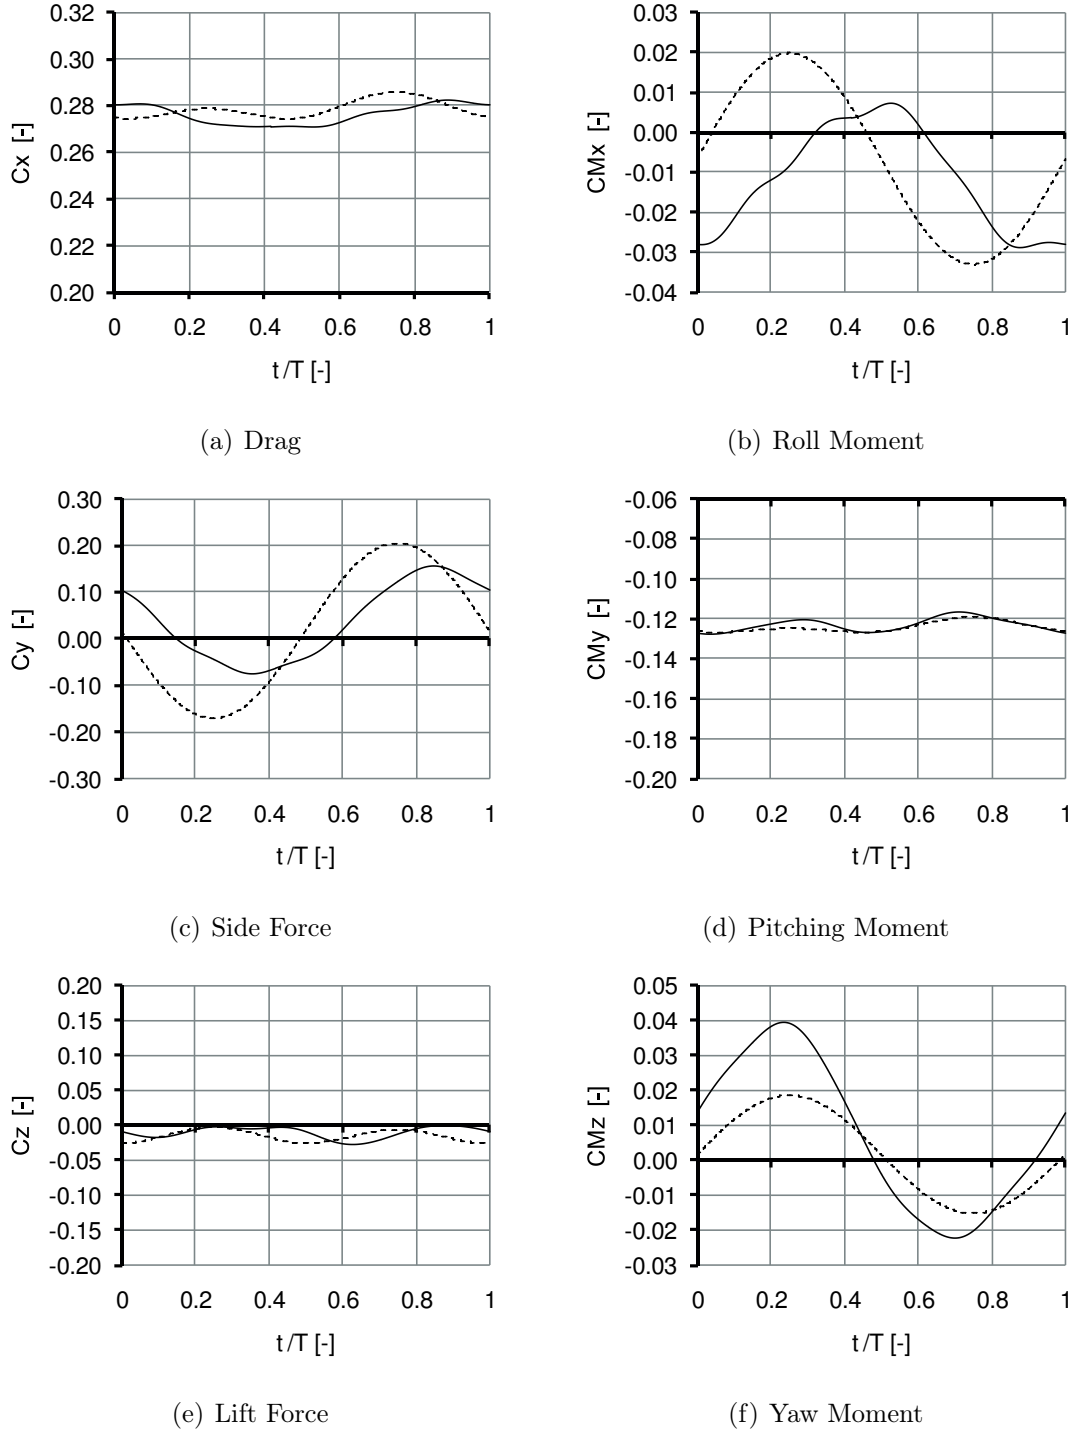 0.32
0.30
0.28
0.26
0.24
0.22
0.20
Cx [-]
0 0.2 0.4 0.6 0.8 1
t/T [-]
(a) Drag
0.03
0.02
0.01
0.00
-0.01
-0.02
-0.03
-0.04
CMx [-]
0 0.2 0.4 0.6 0.8 1
t/T [-]
(b) Roll Moment
0.30
0.20
0.10
0.00
-0.10
-0.20
-0.30
Cy [-]
0 0.2 0.4 0.6 0.8 1
t/T [-]
(c) Side Force
-0.06
-0.08
-0.10
-0.12
-0.14
-0.16
-0.18
-0.20
CMy [-]
0 0.2 0.4 0.6 0.8 1
t/T [-]
(d) Pitching Moment
0.20
0.15
0.10
0.05
0.00
-0.05
-0.10
-0.15
-0.20
Cz [-]
0 0.2 0.4 0.6 0.8 1
t/T [-]
(e) Lift Force
0.05
0.04
0.03
0.02
0.01
0.00
-0.01
-0.02
-0.03
CMz [-]
0 0.2 0.4 0.6 0.8 1
t/T [-]
(f) Yaw Moment